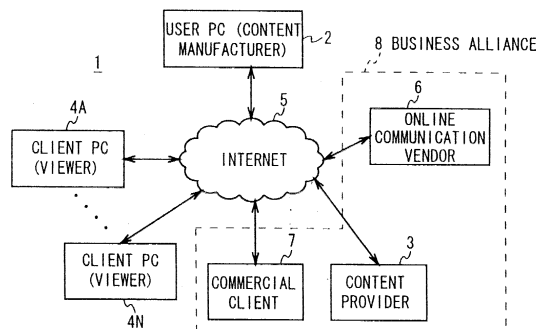 USER PC (CONTENT
MANUFACTURER)
2
8 BUSINESS ALLIANCE
1
4A
CLIENT PC
(VIEWER)
5
INTERNET
6
ONLINE
COMMUNICATION
VENDOR
CLIENT PC
(VIEWER)
4N
7
COMMERCIAL
CLIENT
3
CONTENT
PROVIDER